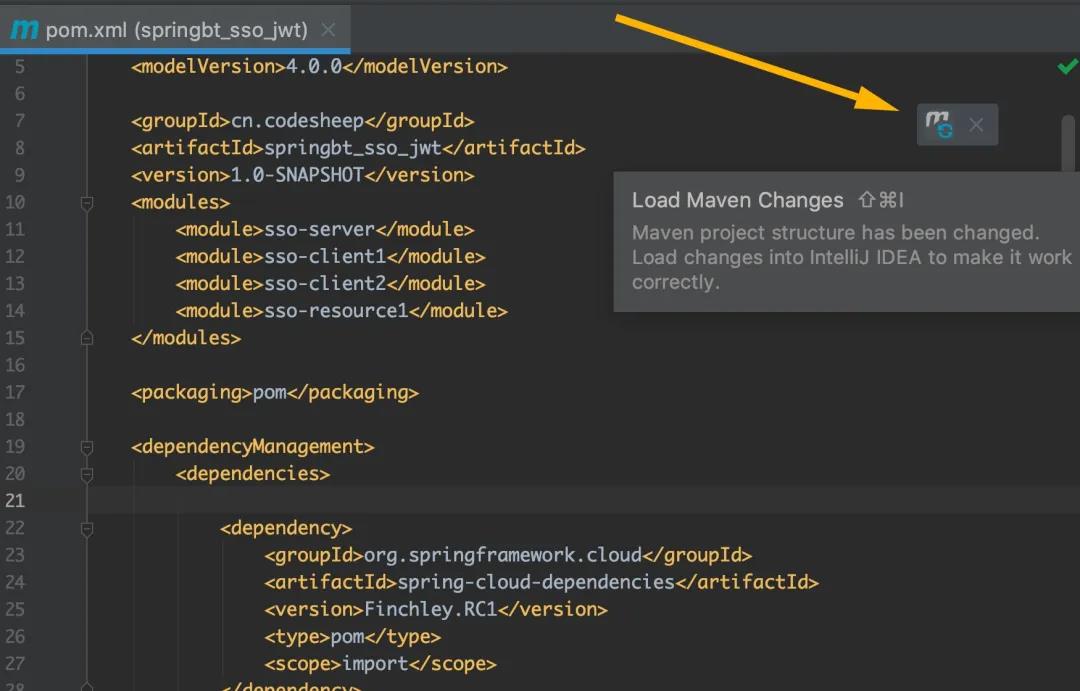 pom.xml (springbt_sso_jwt)
5 <modelVersion>4.0.0</modelVersion>
6
7 <groupId>cn.codesheep</groupId>
8 <artifactId>springbt_sso_jwt</artifactId>
9 <version>1.0-SNAPSHOT</version>
10 <modules>
11 <module>sso-server</module>
12 <module>sso-client1</module>
13 <module>sso-client2</module>
14 <module>sso-resource1</module>
15 </modules>
16
17 <packaging>pom</packaging>
18
19 <dependencyManagement>
20 <dependencies>
21
22 <dependency>
23 <groupId>org.springframework.cloud</groupId>
24 <artifactId>spring-cloud-dependencies</artifactId>
25 <version>Finchley.RC1</version>
26 <type>pom</type>
27 <scope>import</scope>
28 </dependency>
Load Maven Changes ⇧⌘I
Maven project structure has been changed.
Load changes into IntelliJ IDEA to make it work
correctly.